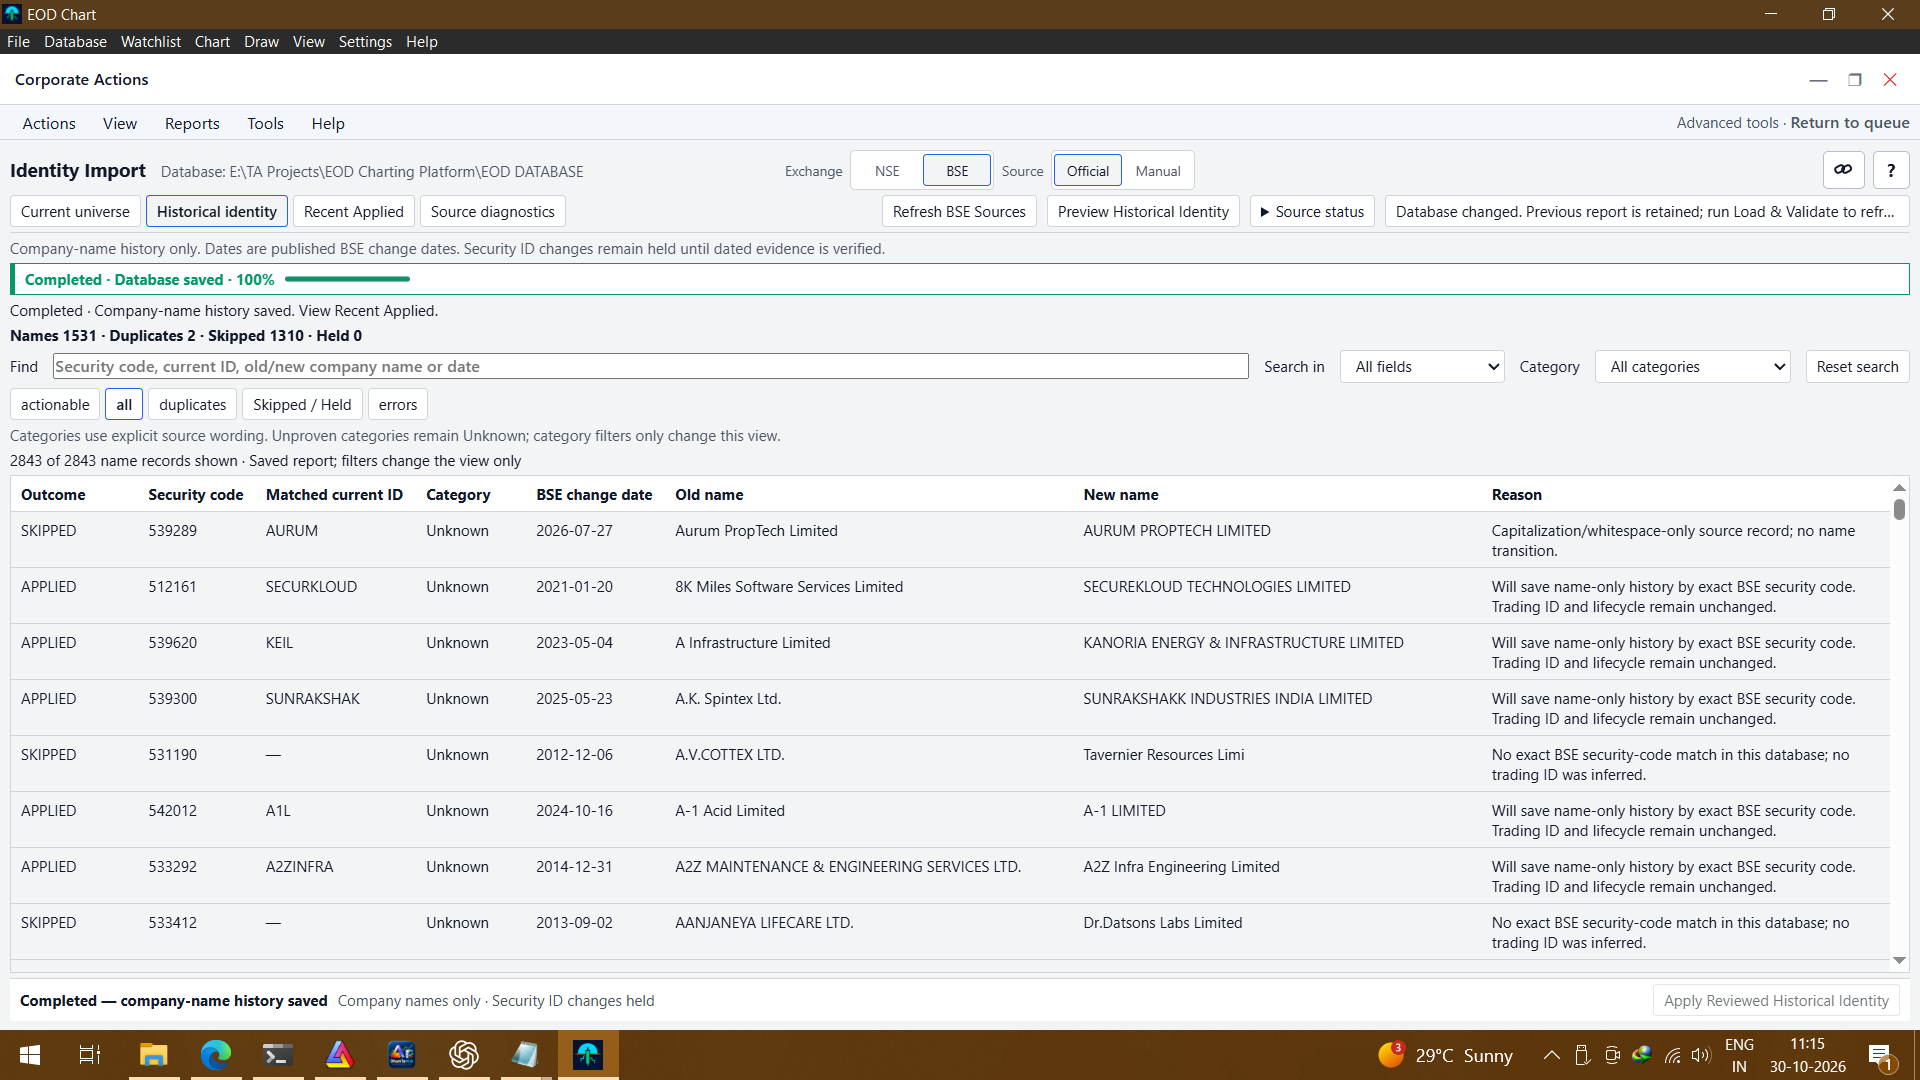 EOD Chart
File Database Watchlist Chart Draw View Settings Help
Corporate Actions
Actions View Reports Tools Help Advanced tools · Return to queue
Identity Import Database: E:\TA Projects\EOD Charting Platform\EOD DATABASE Exchange NSE BSE Source Official Manual ?
Current universe Historical identity Recent Applied Source diagnostics Refresh BSE Sources Preview Historical Identity ▶ Source status Database changed. Previous report is retained; run Load & Validate to refr...
Company-name history only. Dates are published BSE change dates. Security ID changes remain held until dated evidence is verified.
Completed · Database saved · 100%
Completed · Company-name history saved. View Recent Applied.
Names 1531 · Duplicates 2 · Skipped 1310 · Held 0
Find Security code, current ID, old/new company name or date Search in All fields Category All categories Reset search
actionable all duplicates Skipped / Held errors
Categories use explicit source wording. Unproven categories remain Unknown; category filters only change this view.
2843 of 2843 name records shown · Saved report; filters change the view only
Outcome Security code Matched current ID Category BSE change date Old name New name Reason
SKIPPED 539289 AURUM Unknown 2026-07-27 Aurum PropTech Limited AURUM PROPTECH LIMITED Capitalization/whitespace-only source record; no name
transition.
APPLIED 512161 SECURKLOUD Unknown 2021-01-20 8K Miles Software Services Limited SECUREKLOUD TECHNOLOGIES LIMITED Will save name-only history by exact BSE security code.
Trading ID and lifecycle remain unchanged.
APPLIED 539620 KEIL Unknown 2023-05-04 A Infrastructure Limited KANORIA ENERGY & INFRASTRUCTURE LIMITED Will save name-only history by exact BSE security code.
Trading ID and lifecycle remain unchanged.
APPLIED 539300 SUNRAKSHAK Unknown 2025-05-23 A.K. Spintex Ltd. SUNRAKSHAKK INDUSTRIES INDIA LIMITED Will save name-only history by exact BSE security code.
Trading ID and lifecycle remain unchanged.
SKIPPED 531190 — Unknown 2012-12-06 A.V.COTTEX LTD. Tavernier Resources Limi No exact BSE security-code match in this database; no
trading ID was inferred.
APPLIED 542012 A1L Unknown 2024-10-16 A-1 Acid Limited A-1 LIMITED Will save name-only history by exact BSE security code.
Trading ID and lifecycle remain unchanged.
APPLIED 533292 A2ZINFRA Unknown 2014-12-31 A2Z MAINTENANCE & ENGINEERING SERVICES LTD. A2Z Infra Engineering Limited Will save name-only history by exact BSE security code.
Trading ID and lifecycle remain unchanged.
SKIPPED 533412 — Unknown 2013-09-02 AANJANEYA LIFECARE LTD. Dr.Datsons Labs Limited No exact BSE security-code match in this database; no
trading ID was inferred.
Completed — company-name history saved Company names only · Security ID changes held Apply Reviewed Historical Identity
3 29°C Sunny ENG 11:15
IN 30-10-2026 1